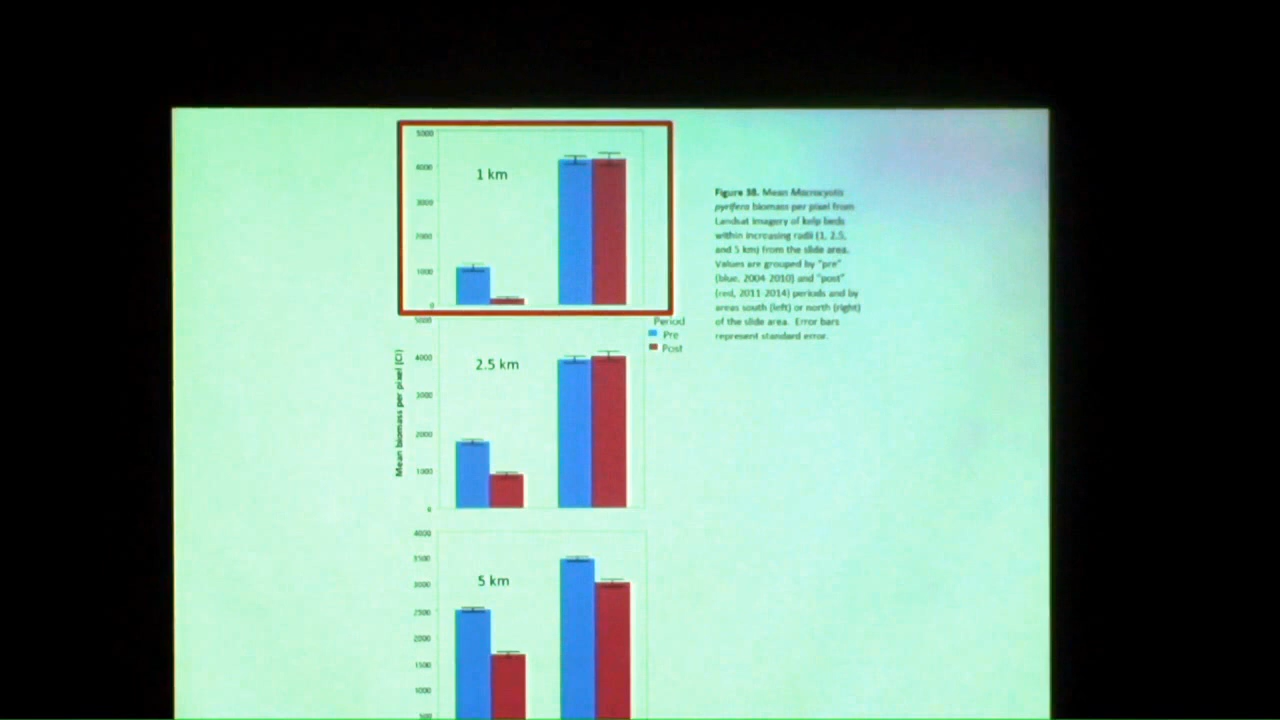 5000
4000
3000
2000
1000
0
1 km
5000
4000
3000
2000
1000
0
2.5 km
4000
3500
3000
2500
2000
1500
1000
500
5 km
Mean biomass per pixel (CI)
Period
Pre
Post
Figure 38. Mean Macrocystis
pyrifera biomass per pixel from
Landsat imagery of kelp beds
within increasing radii (1, 2.5,
and 5 km) from the slide area.
Values are grouped by "pre"
(blue, 2004-2010) and "post"
(red, 2011-2014) periods and by
areas south (left) or north (right)
of the slide area. Error bars
represent standard error.